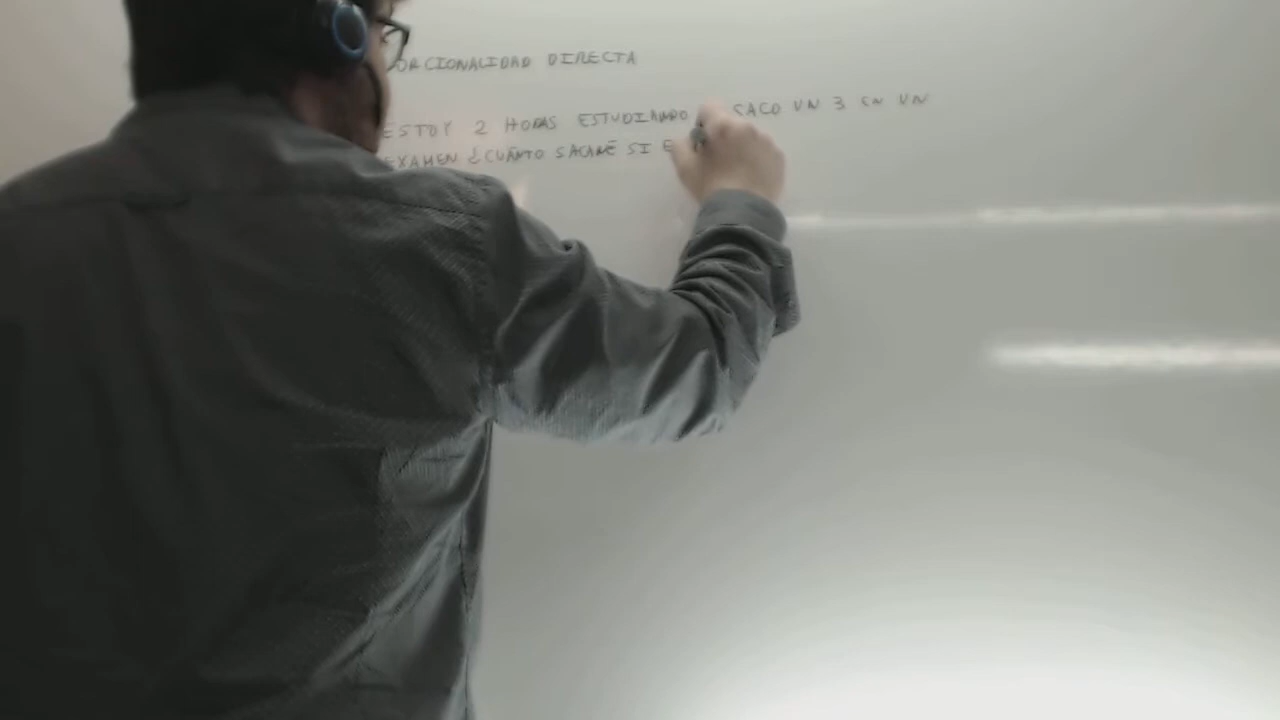 ORCIONALIDAD DIRECTA
ESTOY 2 HORAS ESTUDIANDO SACO UN 3 EN UN
EXAMEN ¿CUÁNTO SACARÉ SI E